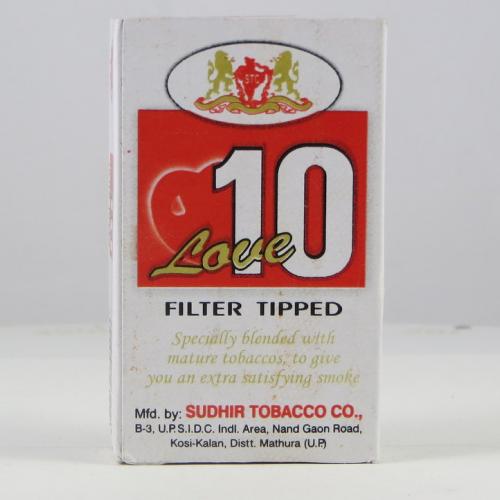 STC
10
Love
FILTER TIPPED
Specially blended with
mature tobaccos, to give
you an extra satisfying smoke
Mfd. by: SUDHIR TOBACCO CO.,
B-3, U.P.S.I.D.C. Indl. Area, Nand Gaon Road,
Kosi-Kalan, Distt. Mathura (U.P)